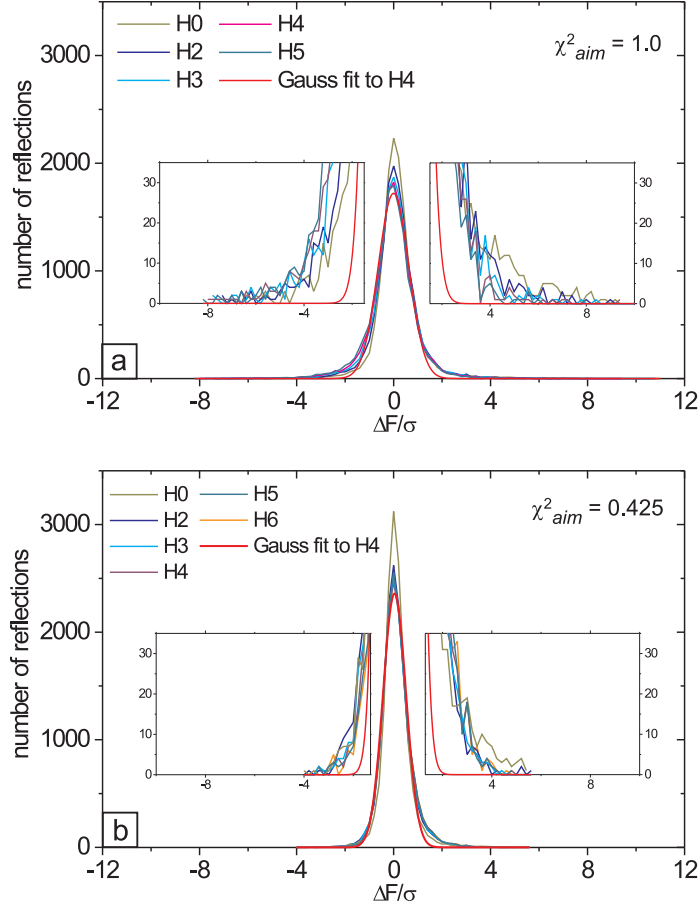 H0 H4
H2 H5
H3 Gauss fit to H4
χ²aim = 1.0
number of reflections
3000
2000
1000
0
30
20
10
0
-8 -4
30
20
10
0
4 8
a
-12 -8 -4 0 4 8 12
ΔF/σ
H0 H5
H2 H6
H3 Gauss fit to H4
H4
χ²aim = 0.425
number of reflections
3000
2000
1000
0
30
20
10
0
-8 -4
30
20
10
0
4 8
b
-12 -8 -4 0 4 8 12
ΔF/σ